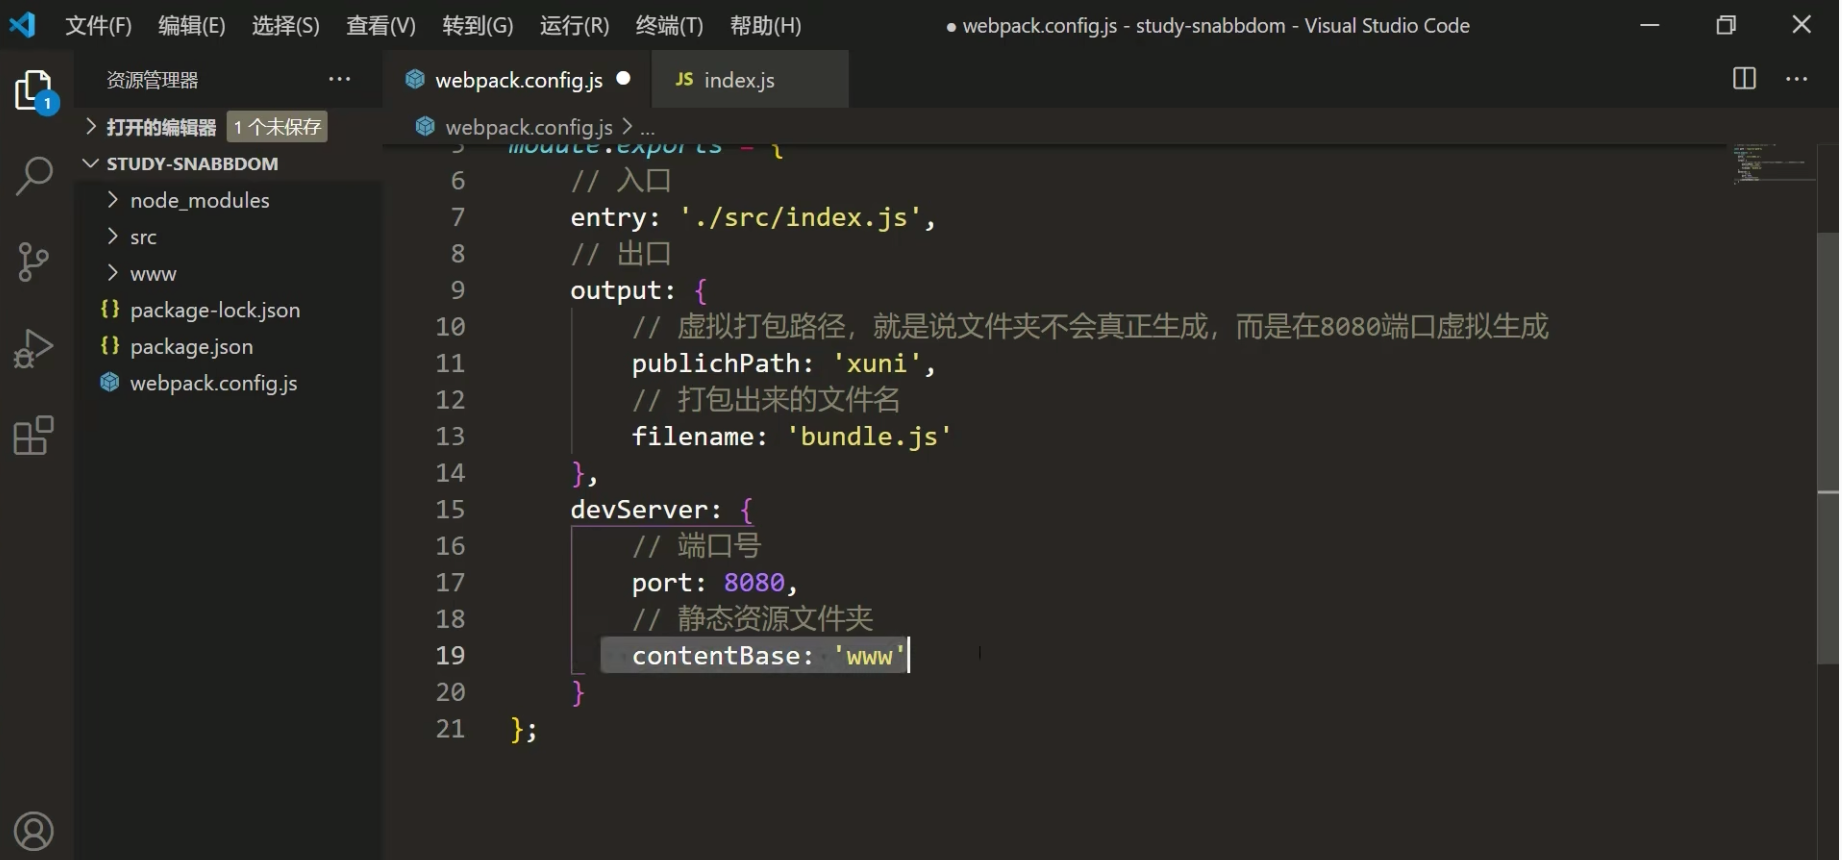 文件(F) 编辑(E) 选择(S) 查看(V) 转到(G) 运行(R) 终端(T) 帮助(H) ● webpack.config.js - study-snabbdom - Visual Studio Code
资源管理器 ···
webpack.config.js ●
JS index.js
···
1
打开的编辑器 1 个未保存
webpack.config.js > ...
STUDY-SNABBDOM
node_modules
src
www
{} package-lock.json
{} package.json
webpack.config.js
5 module.exports = {
6 // 入口
7 entry: './src/index.js',
8 // 出口
9 output: {
10 // 虚拟打包路径，就是说文件夹不会真正生成，而是在8080端口虚拟生成
11 publichPath: 'xuni',
12 // 打包出来的文件名
13 filename: 'bundle.js'
14 },
15 devServer: {
16 // 端口号
17 port: 8080,
18 // 静态资源文件夹
19 contentBase: 'www'
20 }
21 };